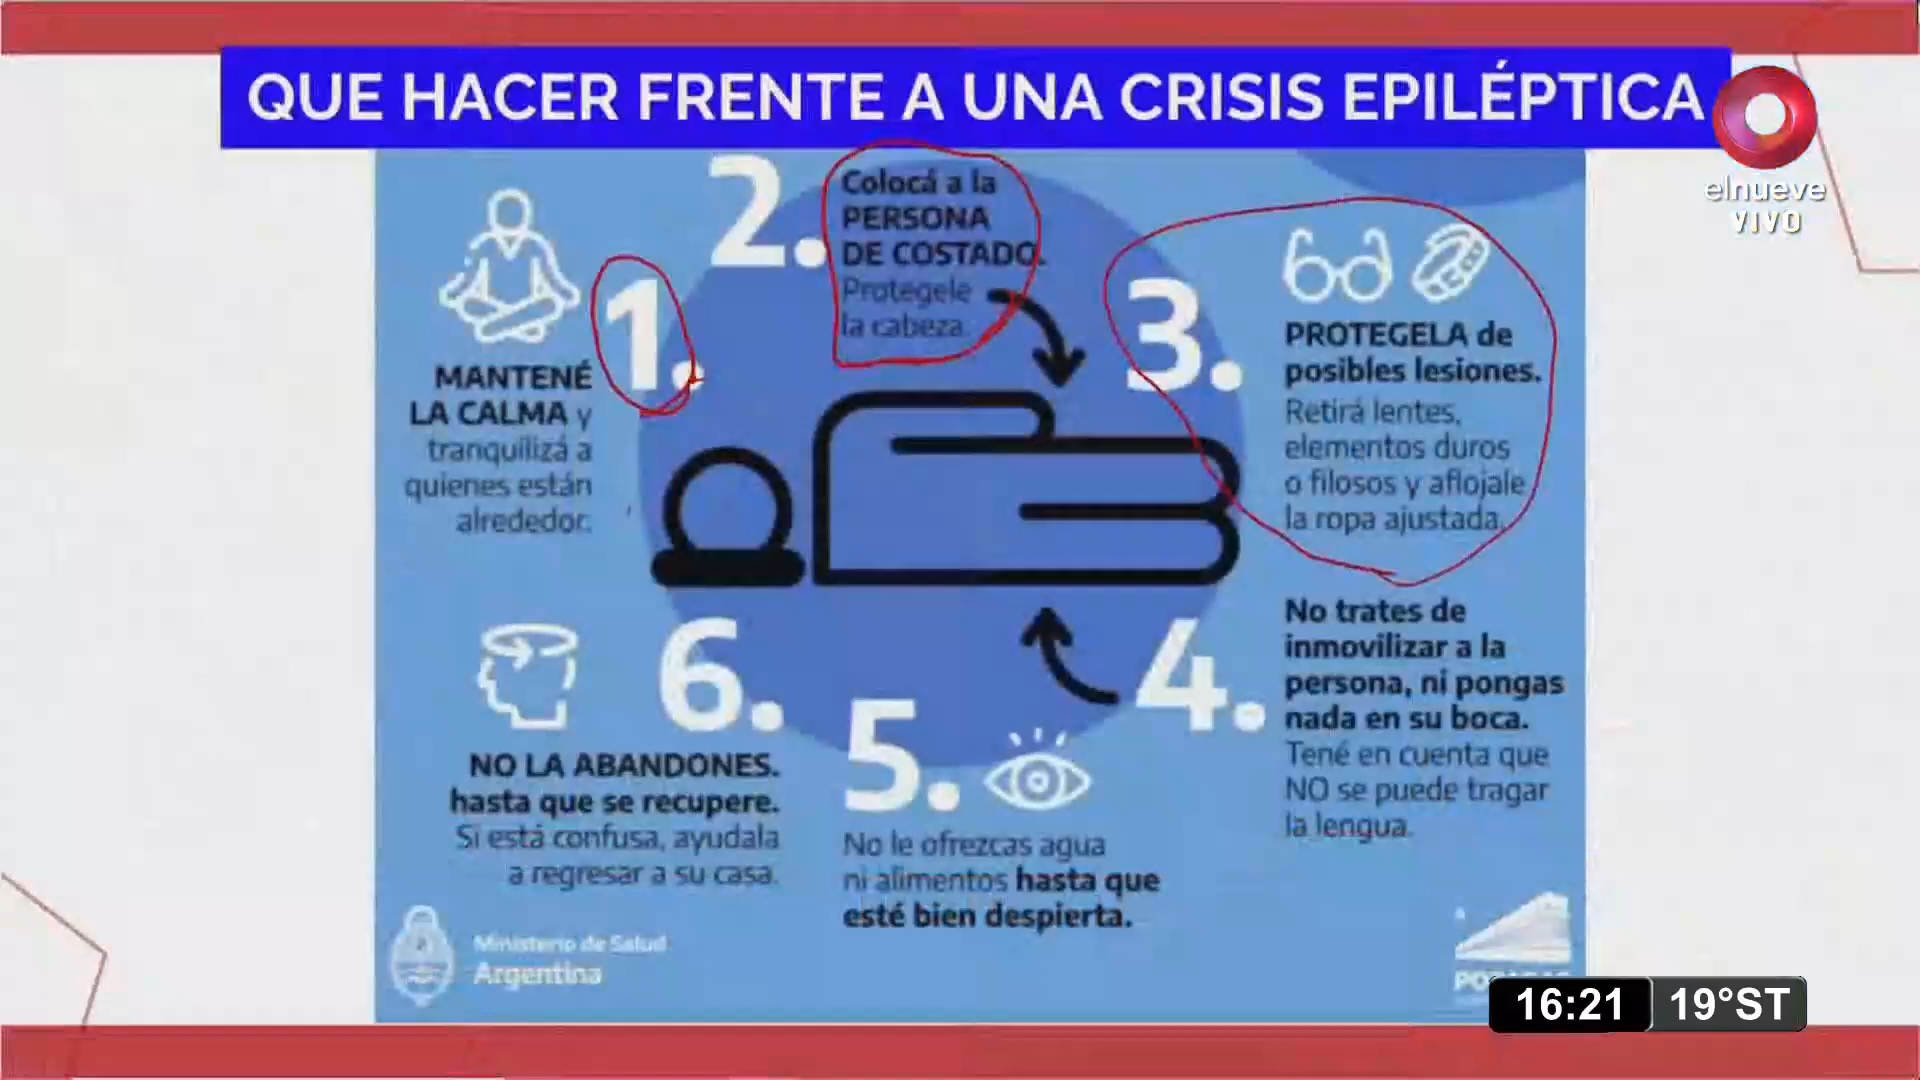 QUE HACER FRENTE A UNA CRISIS EPILÉPTICA
elnueve
VIVO
1.
MANTENÉ
LA CALMA y
tranquilizá a
quienes están
alrededor.
2.
Colocá a la
PERSONA
DE COSTADO.
Protegele
la cabeza.
3.
PROTEGELA de
posibles lesiones.
Retirá lentes,
elementos duros
o filosos y aflojale
la ropa ajustada.
4.
No trates de
inmovilizar a la
persona, ni pongas
nada en su boca.
Tené en cuenta que
NO se puede tragar
la lengua.
5.
No le ofrezcas agua
ni alimentos hasta que
esté bien despierta.
6.
NO LA ABANDONES.
hasta que se recupere.
Si está confusa, ayudala
a regresar a su casa.
Ministerio de Salud
Argentina
16:21
19°ST